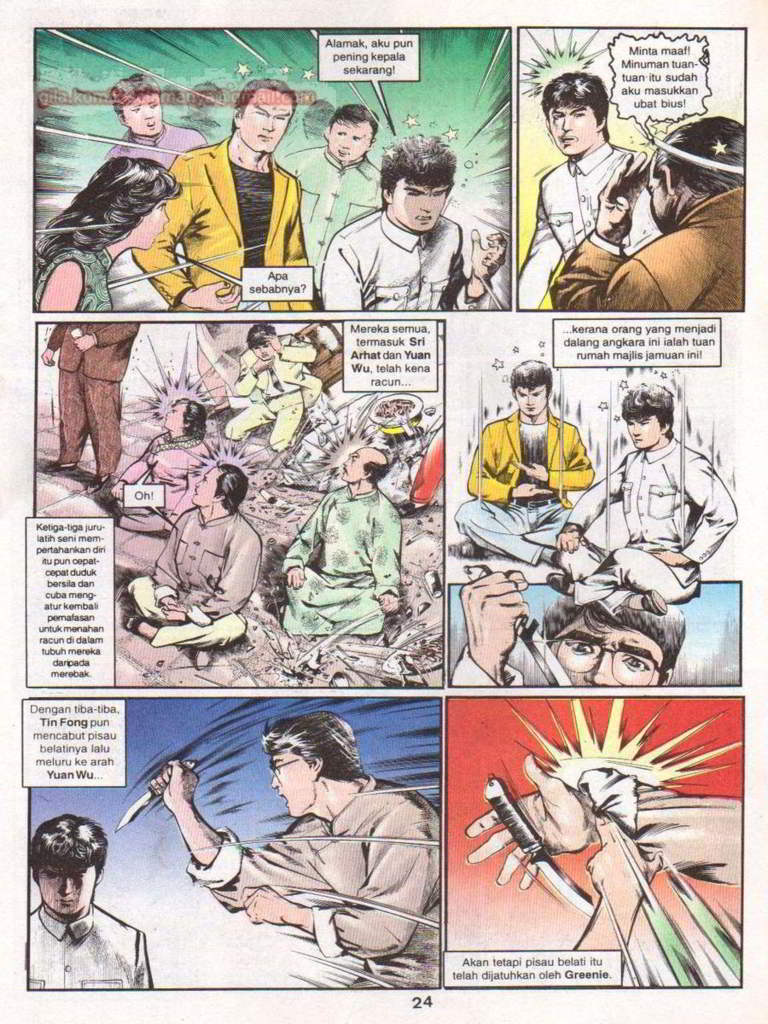 Alamak, aku pun
pening kepala
sekarang!
Apa
sebabnya?
Minta maaf!
Minuman tuan-
tuan itu sudah
aku masukkan
ubat bius!
Mereka semua,
termasuk Sri
Arhat dan Yuan
Wu, telah kena
racun...
Oh!
Ketiga-tiga juru-
latih seni mem-
pertahankan diri
itu pun cepat-
cepat duduk
bersila dan
cuba meng-
atur kembali
pernafasan
untuk menahan
racun di dalam
tubuh mereka
daripada
merebak.
...kerana orang yang menjadi
dalang angkara ini ialah tuan
rumah majlis jamuan ini!
Dengan tiba-tiba,
Tin Fong pun
mencabut pisau
belatinya lalu
meluru ke arah
Yuan Wu...
Akan tetapi pisau belati itu
telah dijatuhkan oleh Greenie.
24